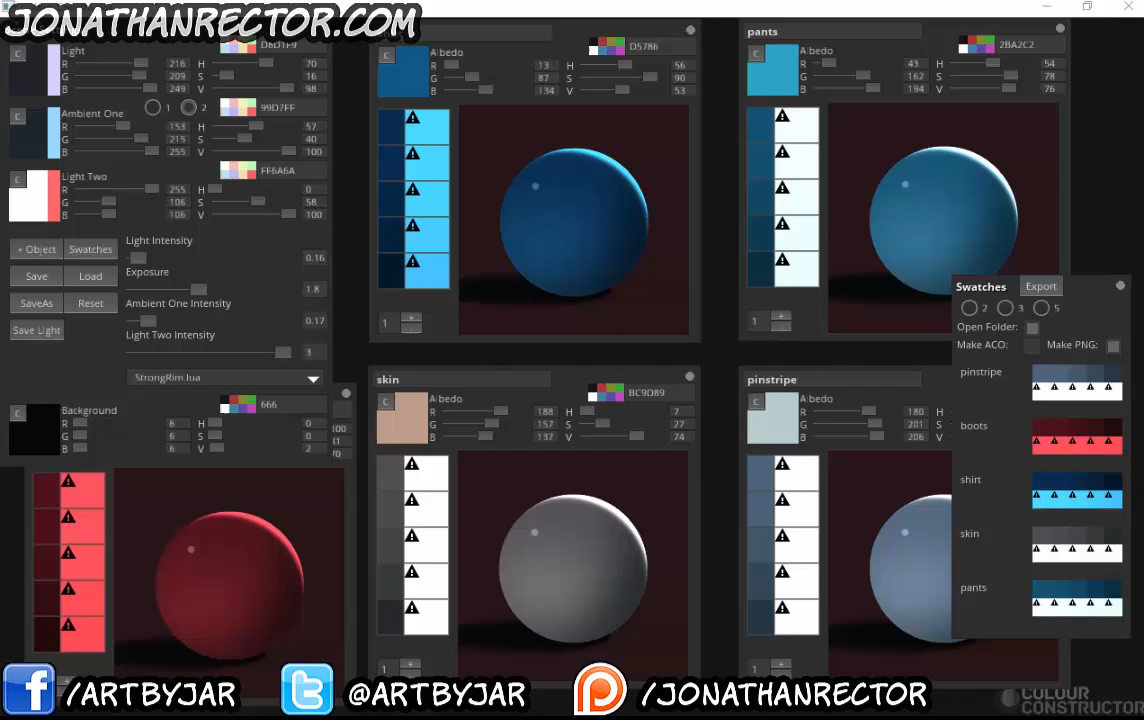 JONATHANRECTOR.COM
Light
D6D1F9
R 216 H 70
G 209 S 16
B 249 V 98
Ambient One 1 2 99D7FF
R 153 H 57
G 215 S 40
B 255 V 100
Light Two FF6A6A
R 255 H 0
G 106 S 58
B 106 V 100
+ Object Swatches
Save Load
SaveAs Reset
Save Light
Light Intensity
0.16
Exposure
1.8
Ambient One Intensity
0.17
Light Two Intensity
3
StrongRim.lua
Background 666
R 6 H 0
G 6 S 0
B 6 V 2
C
Albedo D5786
R 13 H 56
G 87 S 90
B 134 V 53
1
pants
C
Albedo 2BA2C2
R 43 H 54
G 162 S 78
B 194 V 76
1
skin
C
Albedo BC9D89
R 188 H 7
G 157 S 27
B 137 V 74
1
pinstripe
C
Albedo
R 180 H
G 201 S
B 206 V
1
Swatches Export
2 3 5
Open Folder:
Make ACO: Make PNG:
pinstripe
boots
shirt
skin
pants
/ARTBYJAR @ARTBYJAR /JONATHANRECTOR
COLOUR
CONSTRUCTOR